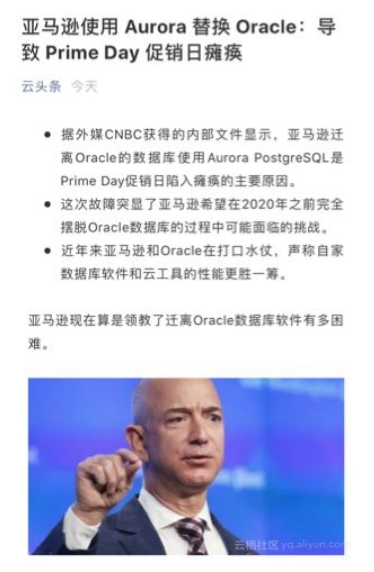 亚马逊使用 Aurora 替换 Oracle：导
致 Prime Day 促销日瘫痪
云头条 今天
● 据外媒CNBC获得的内部文件显示，亚马逊迁
离Oracle的数据库使用Aurora PostgreSQL是
Prime Day促销日陷入瘫痪的主要原因。
● 这次故障突显了亚马逊希望在2020年之前完全
摆脱Oracle数据库的过程中可能面临的挑战。
● 近年来亚马逊和Oracle在打口水仗，声称自家
数据库软件和云工具的性能更胜一筹。
亚马逊现在算是领教了迁离Oracle数据库软件有多困
难。
云栖社区 yq.aliyun.com